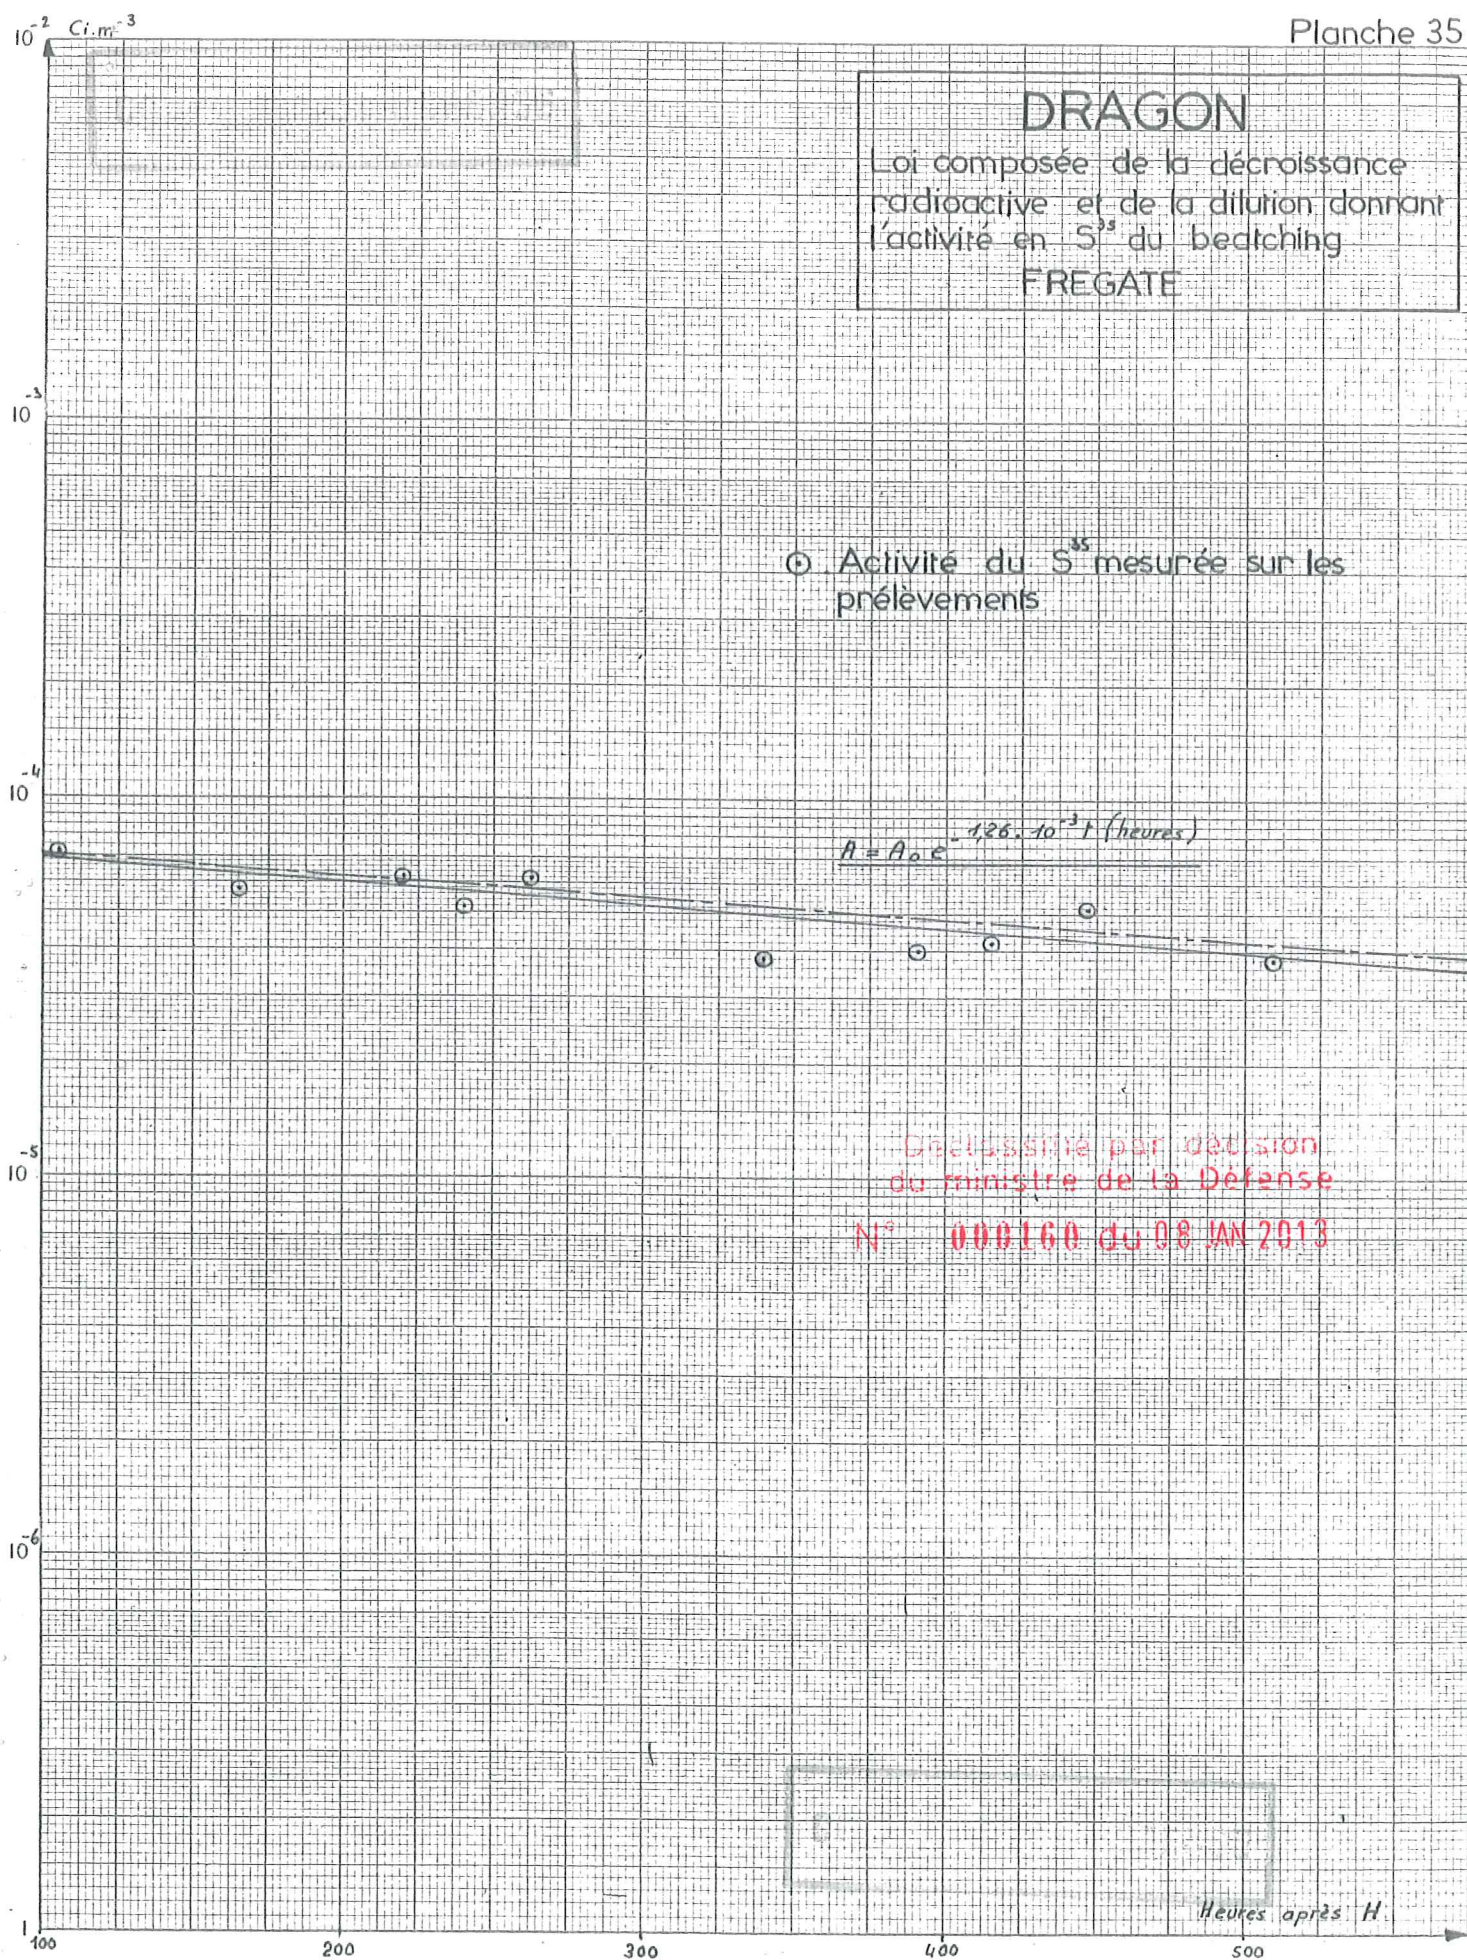 Planche 35
10⁻² Ci.m⁻³
DRAGON
Loi composée de la décroissance
radioactive et de la dilution donnant
l'activité en S³⁵ du beatching
FREGATE
10⁻³
⊙ Activité du S³⁵ mesurée sur les
prélèvements
10⁻⁴
A = A₀ e^-1,26.10⁻³ t (heures)
Déclassifié par décision
10⁻⁵
du ministre de la Défense
N° 000160 du 08 JAN 2013
10⁻⁶
Heures après H
1
100 200 300 400 500